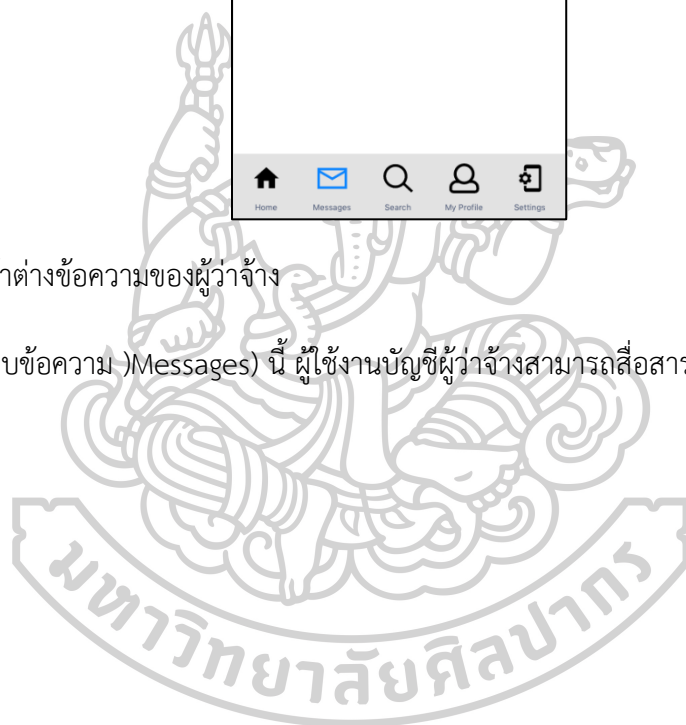 Home Messages Search My Profile Settings
าต่างข้อความของผู้ว่าจ้าง
บข้อความ )Messages) นี้ ผู้ใช้งานบัญชีผู้ว่าจ้างสามารถสื่อสาร
มหาวิทยาลัยศิลปากร